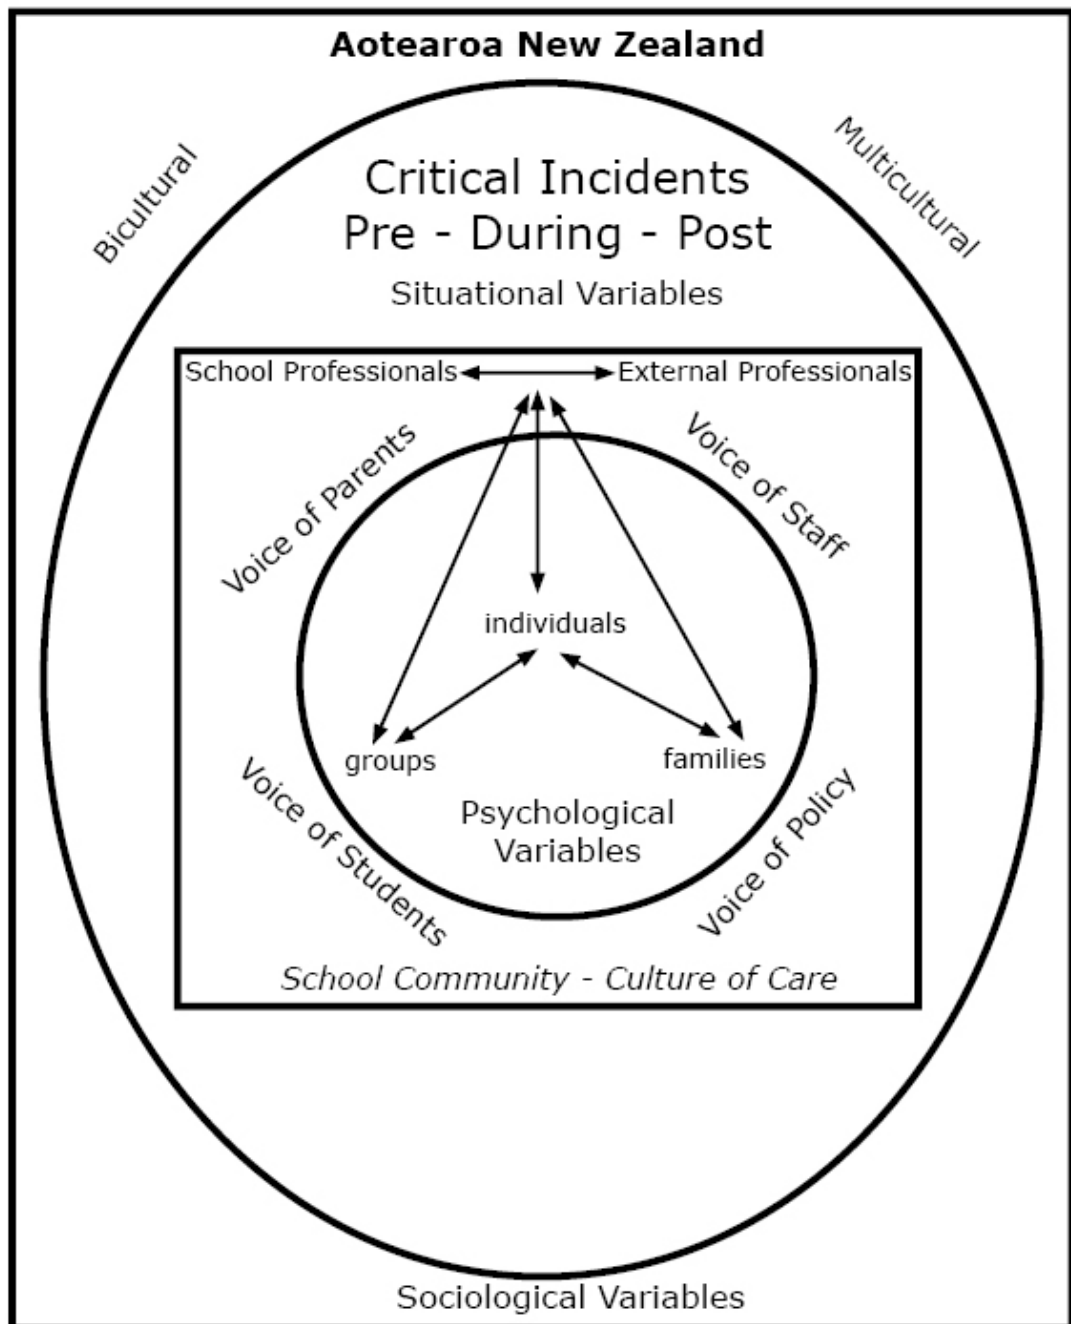 Aotearoa New Zealand
Bicultural
Multicultural
Critical Incidents
Pre - During - Post
Situational Variables
School Professionals
External Professionals
Voice of Parents
Voice of Staff
individuals
groups
families
Psychological
Variables
Voice of Students
Voice of Policy
School Community - Culture of Care
Sociological Variables